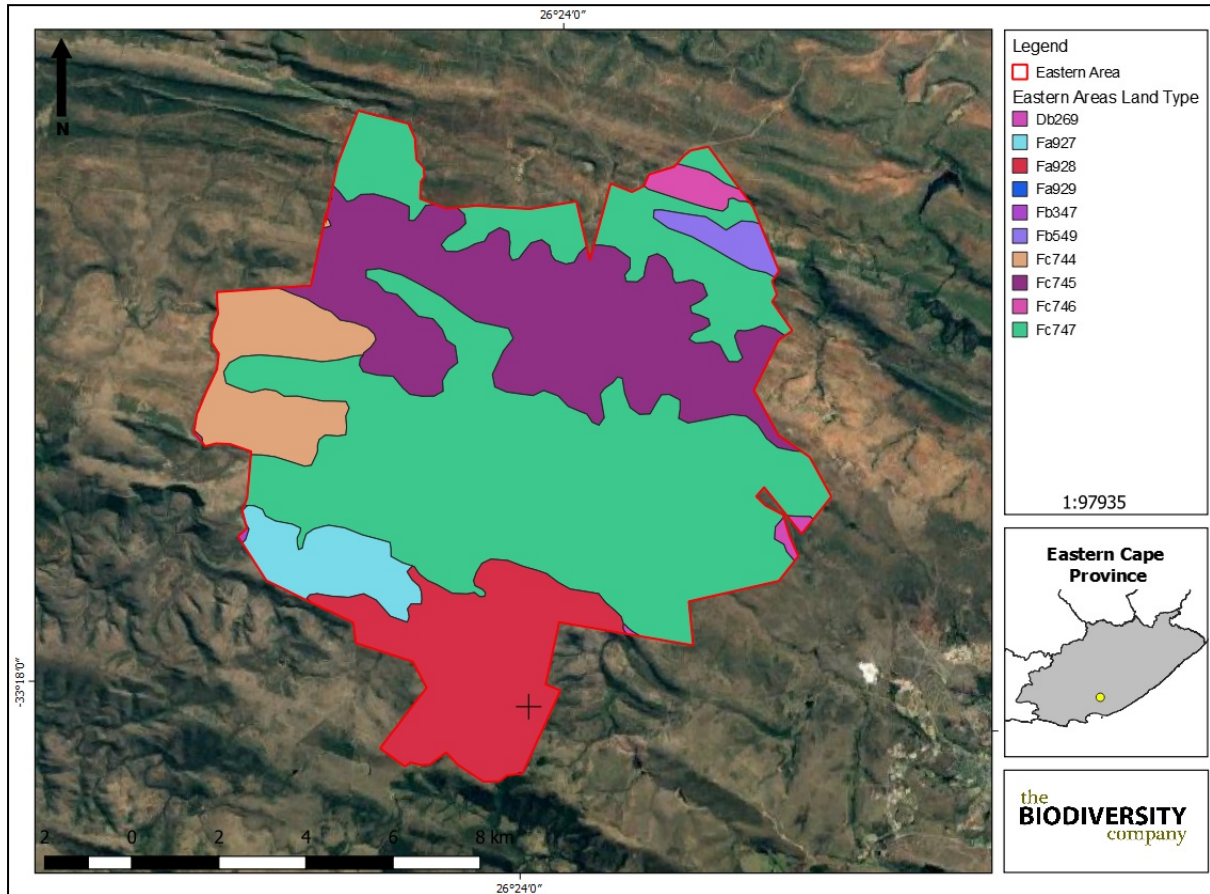 26°24'0"
N
-33°18'0"
2 0 2 4 6 8 km
26°24'0"
Legend
Eastern Area
Eastern Areas Land Type
Db269
Fa927
Fa928
Fa929
Fb347
Fb549
Fc744
Fc745
Fc746
Fc747
1:97935
Eastern Cape
Province
the
BIODIVERSITY
company